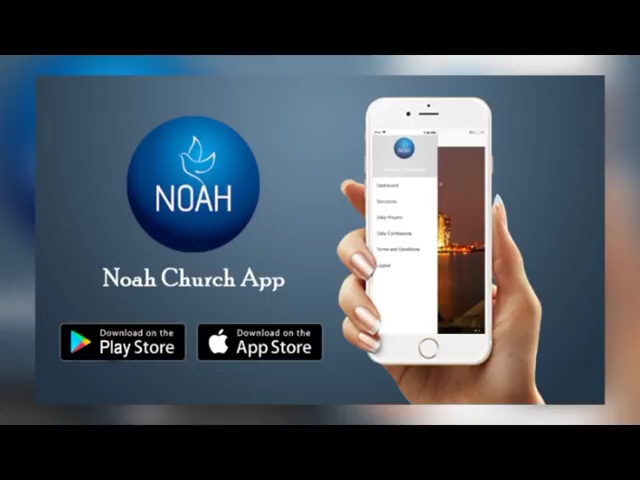 NOAH
Noah Church App
Download on the
Play Store
Download on the
App Store
NOAH
Dashboard
Devotions
Daily Prayers
Daily Confessions
Terms and Conditions
Logout